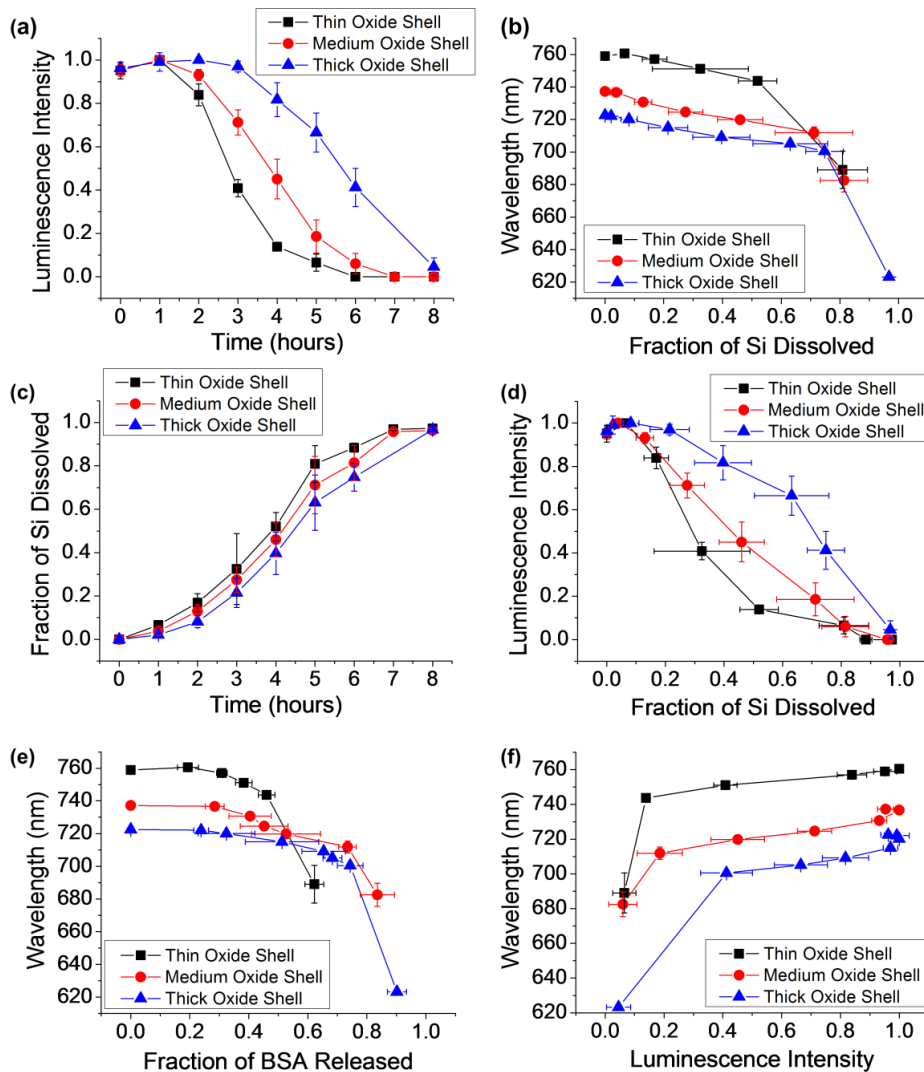 (a)
Thin Oxide Shell
Medium Oxide Shell
Thick Oxide Shell
1.0
0.8
0.6
0.4
0.2
0.0
Luminescence Intensity
0 1 2 3 4 5 6 7 8
Time (hours)
(b)
760
740
720
700
680
660
640
620
Wavelength (nm)
Thin Oxide Shell
Medium Oxide Shell
Thick Oxide Shell
0.0 0.2 0.4 0.6 0.8 1.0
Fraction of Si Dissolved
(c)
Thin Oxide Shell
Medium Oxide Shell
Thick Oxide Shell
1.0
0.8
0.6
0.4
0.2
0.0
Fraction of Si Dissolved
0 1 2 3 4 5 6 7 8
Time (hours)
(d)
Thin Oxide Shell
Medium Oxide Shell
Thick Oxide Shell
1.0
0.8
0.6
0.4
0.2
0.0
Luminescence Intensity
0.0 0.2 0.4 0.6 0.8 1.0
Fraction of Si Dissolved
(e)
760
740
720
700
680
660
640
620
Wavelength (nm)
Thin Oxide Shell
Medium Oxide Shell
Thick Oxide Shell
0.0 0.2 0.4 0.6 0.8 1.0
Fraction of BSA Released
(f)
760
740
720
700
680
660
640
620
Wavelength (nm)
Thin Oxide Shell
Medium Oxide Shell
Thick Oxide Shell
0.0 0.2 0.4 0.6 0.8 1.0
Luminescence Intensity